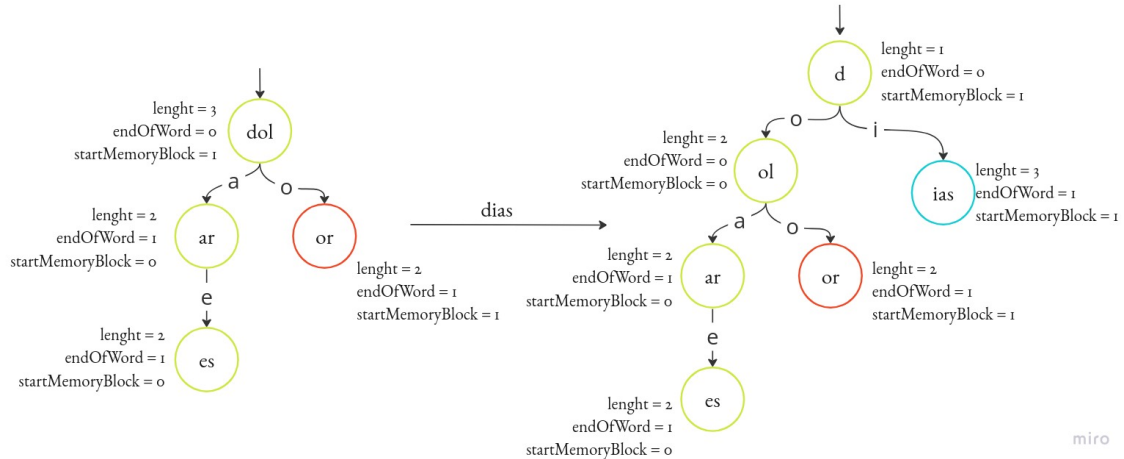 lenght = 3
endOfWord = 0
startMemoryBlock = 1
dol
a
o
lenght = 2
endOfWord = 1
startMemoryBlock = 0
ar
or
lenght = 2
endOfWord = 1
startMemoryBlock = 1
e
lenght = 2
endOfWord = 1
startMemoryBlock = 0
es
dias
d
lenght = 1
endOfWord = 0
startMemoryBlock = 1
o
i
lenght = 2
endOfWord = 0
startMemoryBlock = 0
ol
ias
lenght = 3
endOfWord = 1
startMemoryBlock = 1
a
o
lenght = 2
endOfWord = 1
startMemoryBlock = 0
ar
or
lenght = 2
endOfWord = 1
startMemoryBlock = 1
e
lenght = 2
endOfWord = 1
startMemoryBlock = 0
es
miro